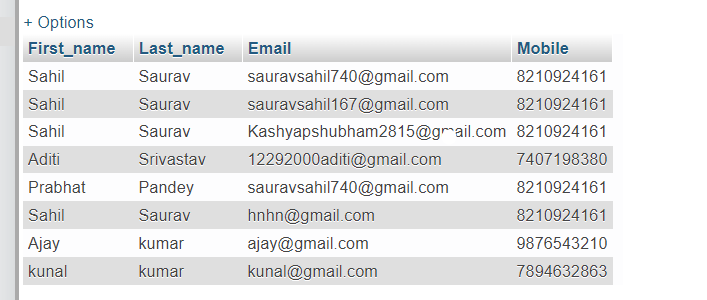 + Options
First_name Last_name Email Mobile
Sahil Saurav sauravsahil740@gmail.com 8210924161
Sahil Saurav sauravsahil167@gmail.com 8210924161
Sahil Saurav Kashyapshubham2815@gmail.com 8210924161
Aditi Srivastav 12292000aditi@gmail.com 7407198380
Prabhat Pandey sauravsahil740@gmail.com 8210924161
Sahil Saurav hnhn@gmail.com 8210924161
Ajay kumar ajay@gmail.com 9876543210
kunal kumar kunal@gmail.com 7894632863